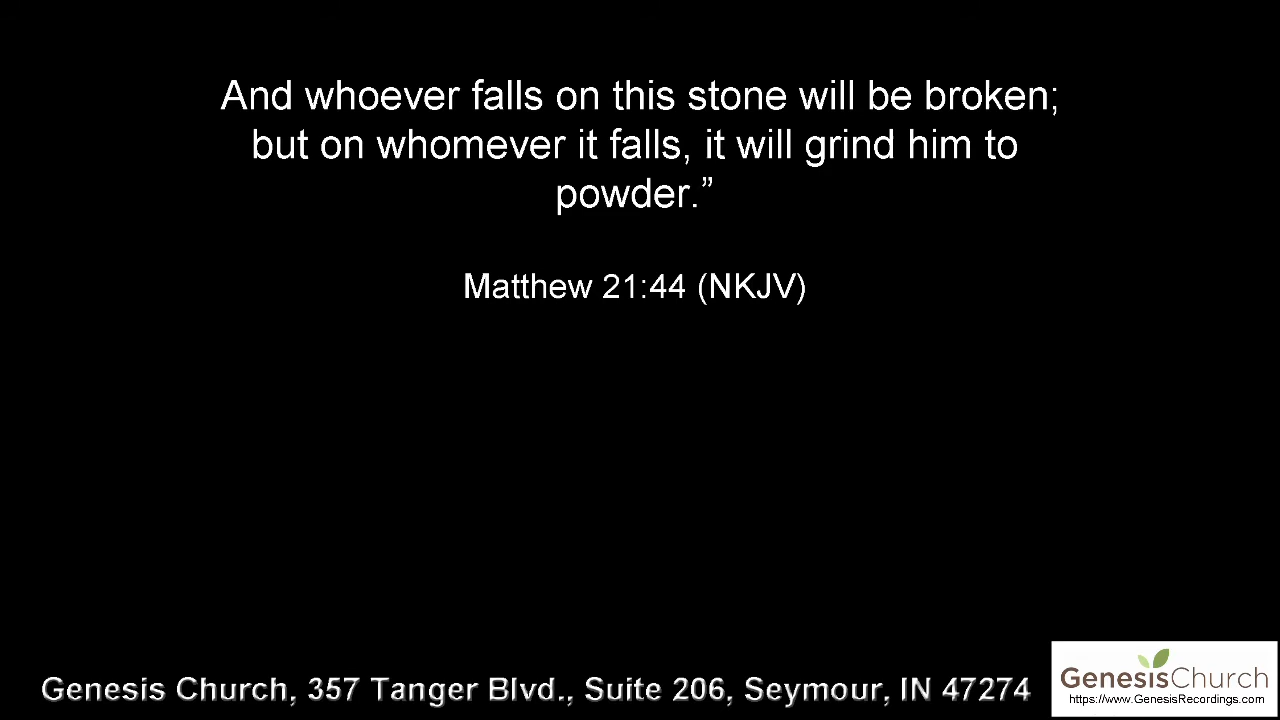 And whoever falls on this stone will be broken;
but on whomever it falls, it will grind him to
powder.”
Matthew 21:44 (NKJV)
Genesis Church, 357 Tanger Blvd., Suite 206, Seymour, IN 47274
GenesisChurch
https://www.GenesisRecordings.com